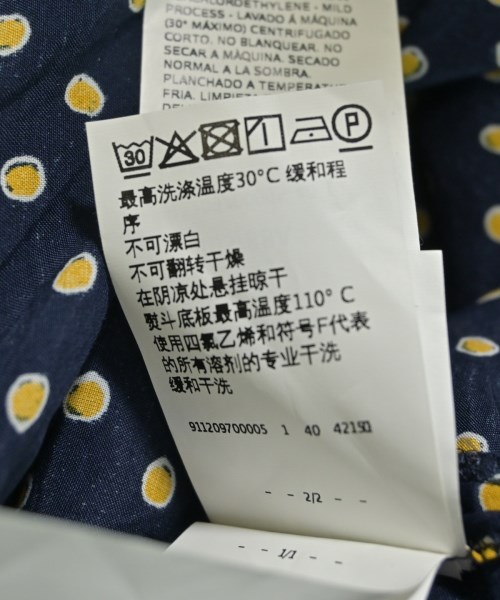 CHLOROETHYLENE - MILD
PROCESS - LAVADO Á MÁQUINA
(30° MÁXIMO) CENTRIFUGADO
CORTO. NO BLANQUEAR. NO
SECAR A MÁQUINA. SECADO
NORMAL A LA SOMBRA.
PLANCHADO A TEMPERATU
FRIA. LIMPIE
30
P
最高洗涤温度30°C 缓和程
序
不可漂白
不可翻转干燥
在阴凉处悬挂晾干
熨斗底板最高温度110° C
使用四氯乙烯和符号F代表
的所有溶剂的专业干洗
缓和干洗
911209700005 1 40
- - 2/2 - -
- - 1/1 - -